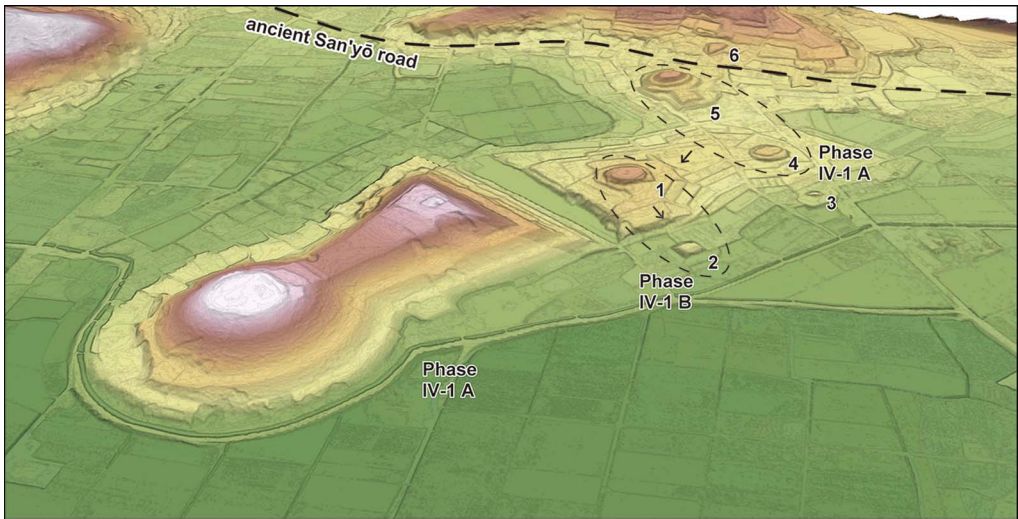 ancient San'yō road
6
5
4
Phase
IV-1 A
3
1
2
Phase
IV-1 B
Phase
IV-1 A